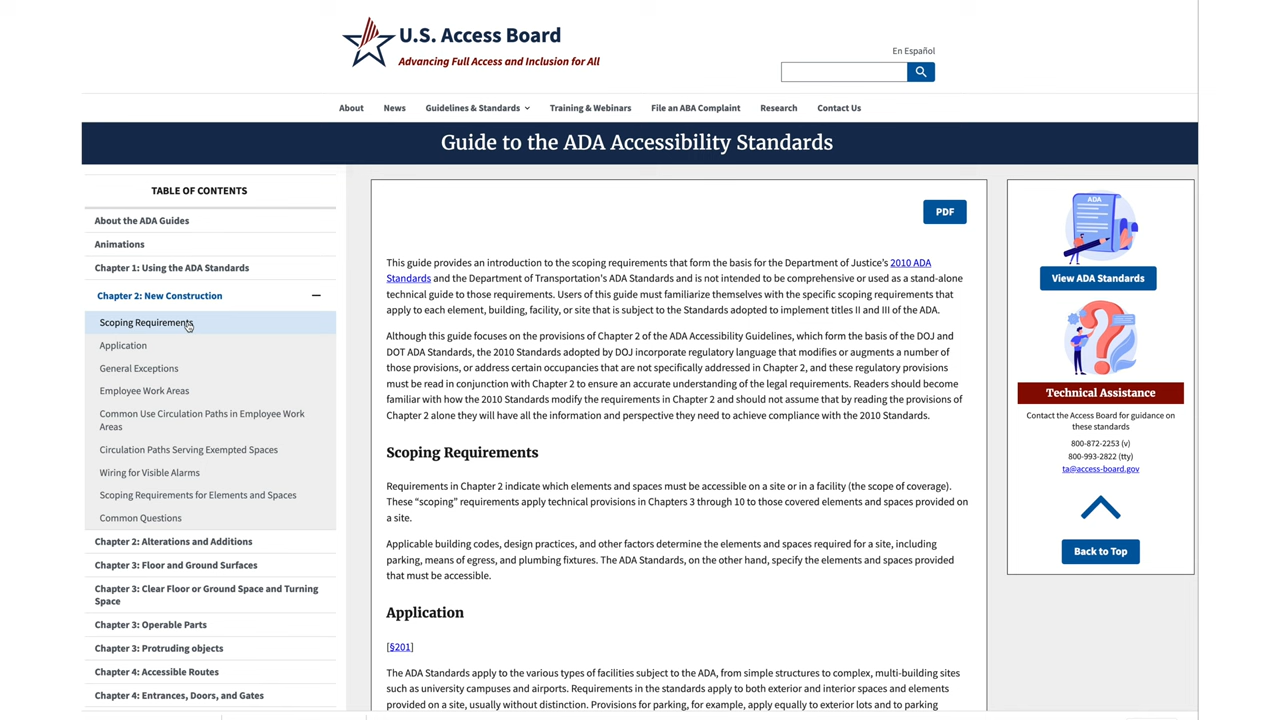 U.S. Access Board
Advancing Full Access and Inclusion for All
En Español
About
News
Guidelines & Standards
Training & Webinars
File an ABA Complaint
Research
Contact Us
Guide to the ADA Accessibility Standards
TABLE OF CONTENTS
About the ADA Guides
Animations
Chapter 1: Using the ADA Standards
Chapter 2: New Construction
Scoping Requirements
Application
General Exceptions
Employee Work Areas
Common Use Circulation Paths in Employee Work
Areas
Circulation Paths Serving Exempted Spaces
Wiring for Visible Alarms
Scoping Requirements for Elements and Spaces
Common Questions
Chapter 2: Alterations and Additions
Chapter 3: Floor and Ground Surfaces
Chapter 3: Clear Floor or Ground Space and Turning
Space
Chapter 3: Operable Parts
Chapter 3: Protruding objects
Chapter 4: Accessible Routes
Chapter 4: Entrances, Doors, and Gates
PDF
This guide provides an introduction to the scoping requirements that form the basis for the Department of Justice's 2010 ADA
Standards and the Department of Transportation's ADA Standards and is not intended to be comprehensive or used as a stand-alone
technical guide to those requirements. Users of this guide must familiarize themselves with the specific scoping requirements that
apply to each element, building, facility, or site that is subject to the Standards adopted to implement titles II and III of the ADA.
Although this guide focuses on the provisions of Chapter 2 of the ADA Accessibility Guidelines, which form the basis of the DOJ and
DOT ADA Standards, the 2010 Standards adopted by DOJ incorporate regulatory language that modifies or augments a number of
those provisions, or address certain occupancies that are not specifically addressed in Chapter 2, and these regulatory provisions
must be read in conjunction with Chapter 2 to ensure an accurate understanding of the legal requirements. Readers should become
familiar with how the 2010 Standards modify the requirements in Chapter 2 and should not assume that by reading the provisions of
Chapter 2 alone they will have all the information and perspective they need to achieve compliance with the 2010 Standards.
Scoping Requirements
Requirements in Chapter 2 indicate which elements and spaces must be accessible on a site or in a facility (the scope of coverage).
These “scoping” requirements apply technical provisions in Chapters 3 through 10 to those covered elements and spaces provided on
a site.
Applicable building codes, design practices, and other factors determine the elements and spaces required for a site, including
parking, means of egress, and plumbing fixtures. The ADA Standards, on the other hand, specify the elements and spaces provided
that must be accessible.
Application
[§201]
The ADA Standards apply to the various types of facilities subject to the ADA, from simple structures to complex, multi-building sites
such as university campuses and airports. Requirements in the standards apply to both exterior and interior spaces and elements
provided on a site, usually without distinction. Provisions for parking, for example, apply equally to exterior lots and to parking
ADA
View ADA Standards
Technical Assistance
Contact the Access Board for guidance on
these standards
800-872-2253 (v)
800-993-2822 (tty)
ta@access-board.gov
Back to Top